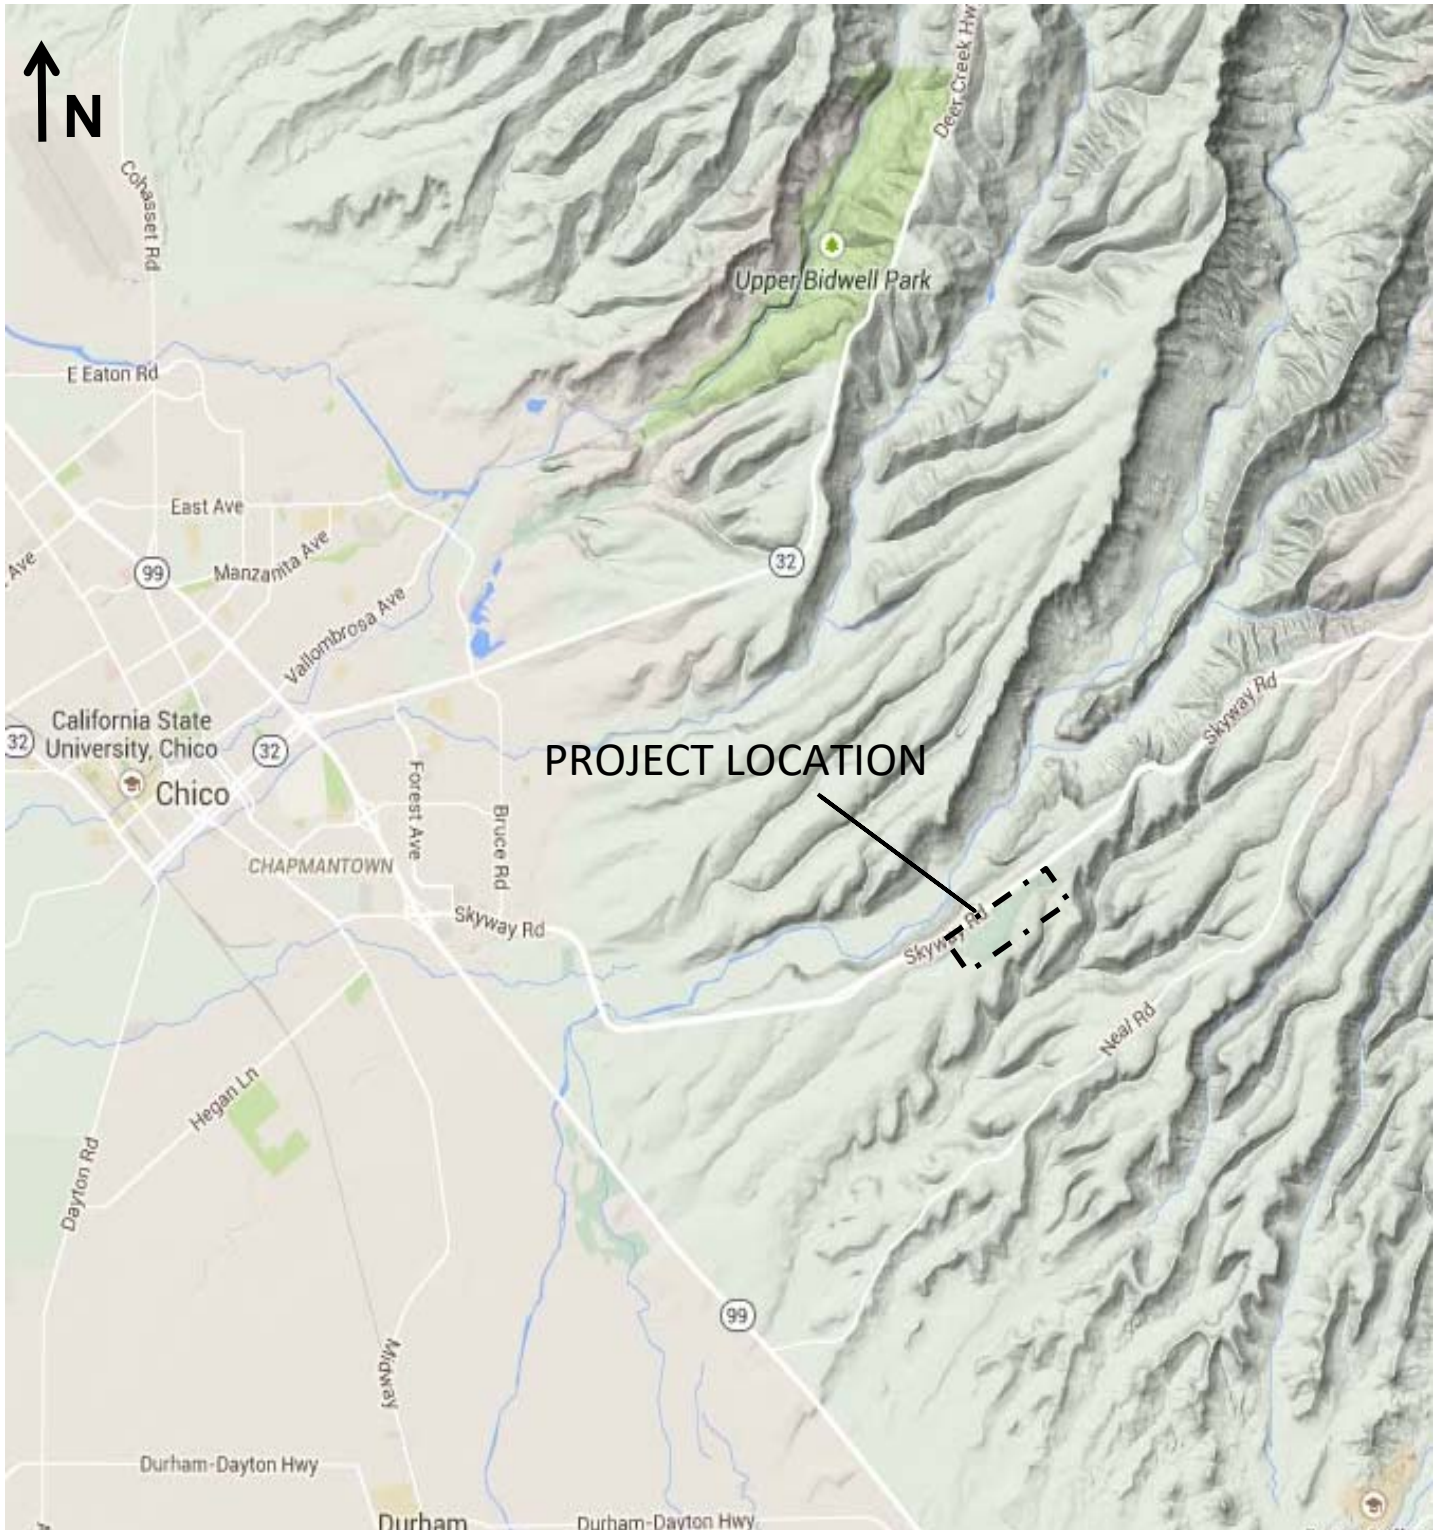 N
Deer Creek Hw
Cohasset Rd
Upper Bidwell Park
E Eaton Rd
East Ave
Ave
99
Manzanita Ave
32
Vallombrosa Ave
Skyway Rd
California State
University, Chico
32
32
PROJECT LOCATION
Chico
Forest Ave
Bruce Rd
CHAPMANTOWN
Skyway Rd
Skyway Rd
Neal Rd
Hegan Ln
Dayton Rd
99
Midway
Durham-Dayton Hwy
Durham
Durham-Dayton Hwy